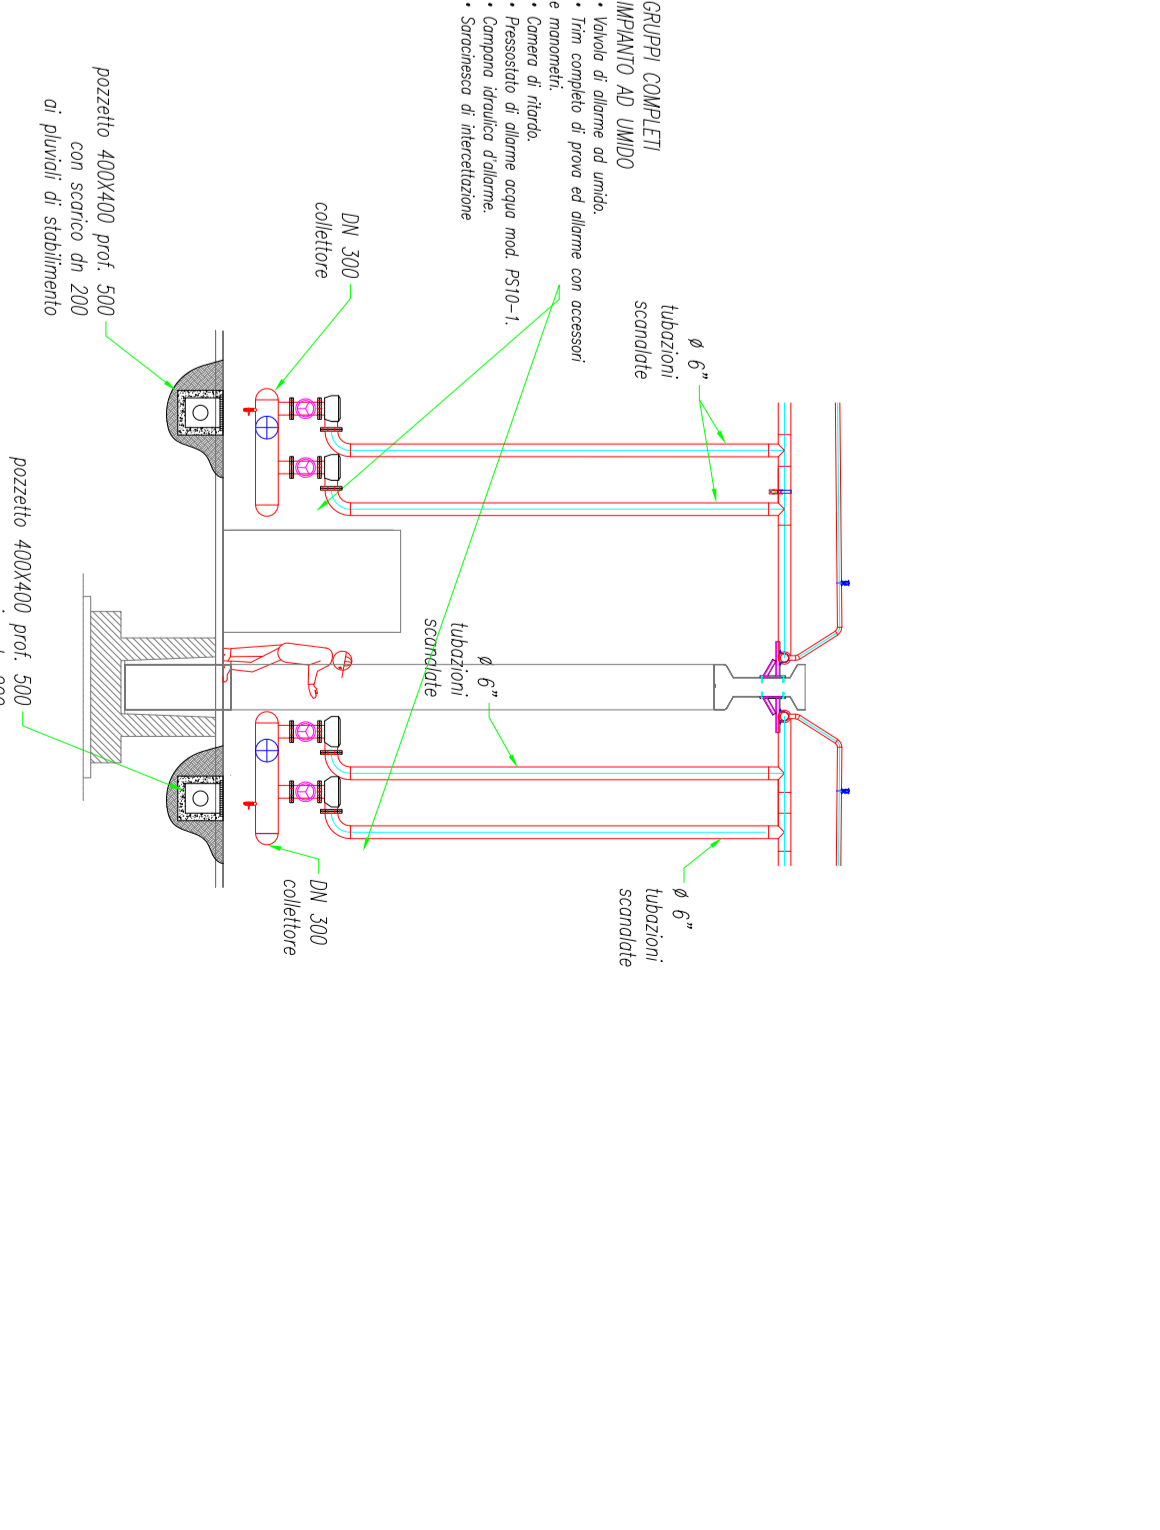 GRUPPI COMPLETI
IMPIANTO AD UMIDO
• Valvola di allarme ad umido.
• Trim completo di prova ed allarme con accessori
e manometri.
• Camera di ritardo.
• Pressostato di allarme acqua mod. PS10-1.
• Campana idraulica d'allarme.
• Saracinesca di intercettazione
ø 6"
tubazioni
scanalate
DN 300
collettore
pozzetto 400X400 prof. 500
con scarico dn 200
ai pluviali di stabilimento
ø 6"
tubazioni
scanalate
ø 6"
tubazioni
scanalate
DN 300
collettore
pozzetto 400X400 prof. 500